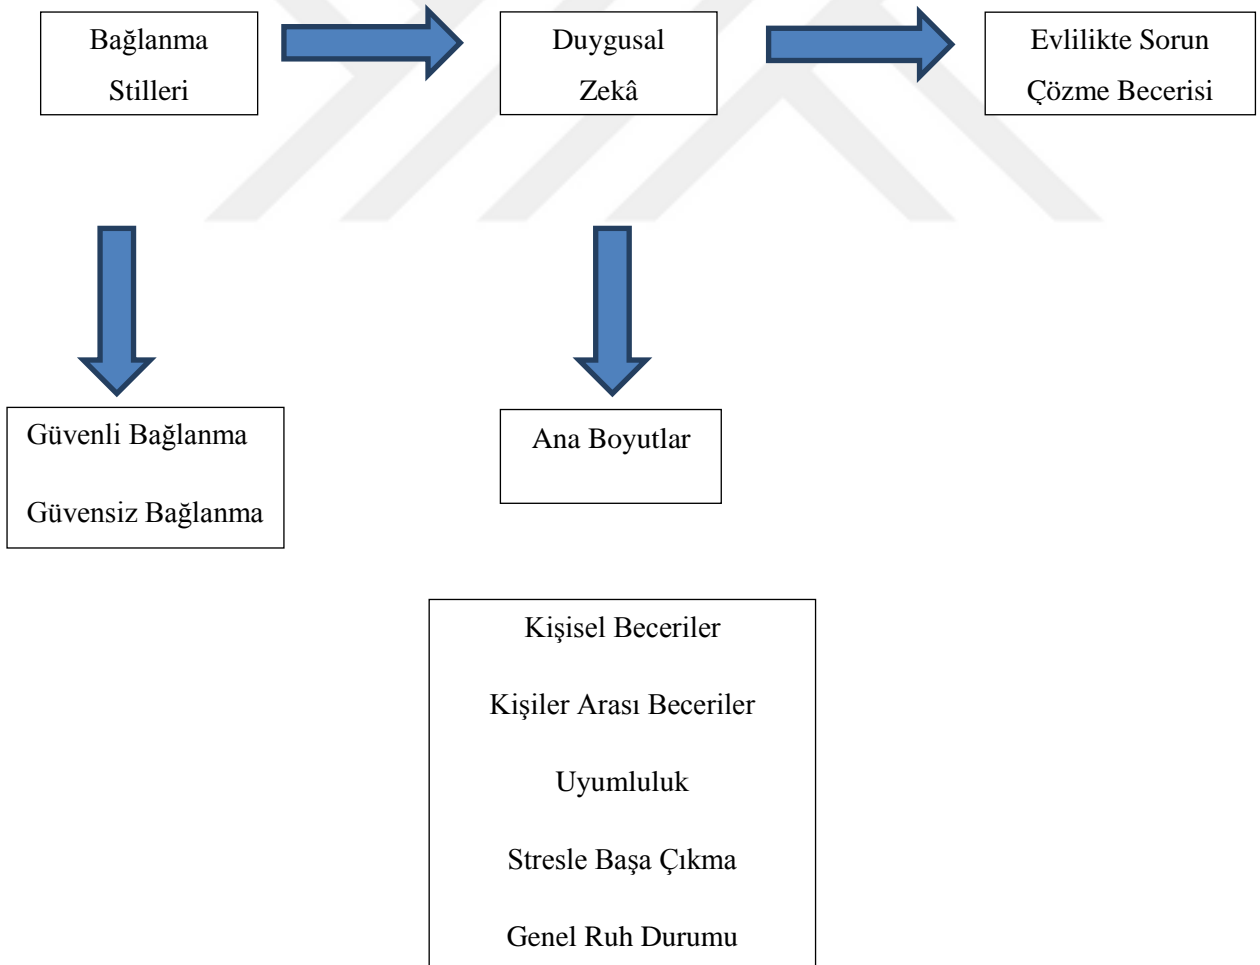 Bağlanma
Stilleri
Duygusal
Zekâ
Evlilikte Sorun
Çözme Becerisi
Güvenli Bağlanma
Güvensiz Bağlanma
Ana Boyutlar
Kişisel Beceriler
Kişiler Arası Beceriler
Uyumluluk
Stresle Başa Çıkma
Genel Ruh Durumu